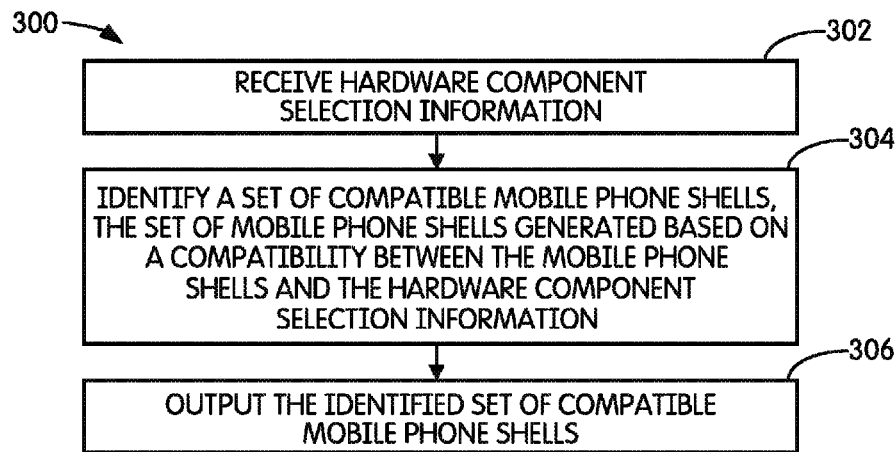 300
302
RECEIVE HARDWARE COMPONENT
SELECTION INFORMATION
304
IDENTIFY A SET OF COMPATIBLE MOBILE PHONE SHELLS,
THE SET OF MOBILE PHONE SHELLS GENERATED BASED ON
A COMPATIBILITY BETWEEN THE MOBILE PHONE
SHELLS AND THE HARDWARE COMPONENT
SELECTION INFORMATION
306
OUTPUT THE IDENTIFIED SET OF COMPATIBLE
MOBILE PHONE SHELLS